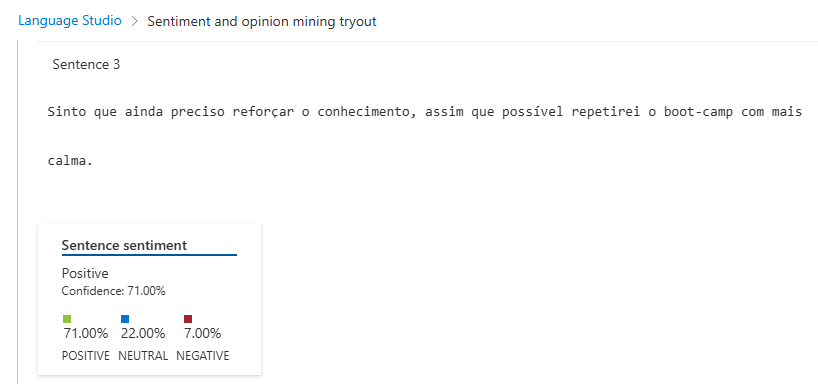 Language Studio > Sentiment and opinion mining tryout
Sentence 3
Sinto que ainda preciso reforçar o conhecimento, assim que possível repetirei o boot-camp com mais
calma.
Sentence sentiment
Positive
Confidence: 71.00%
71.00% 22.00% 7.00%
POSITIVE NEUTRAL NEGATIVE